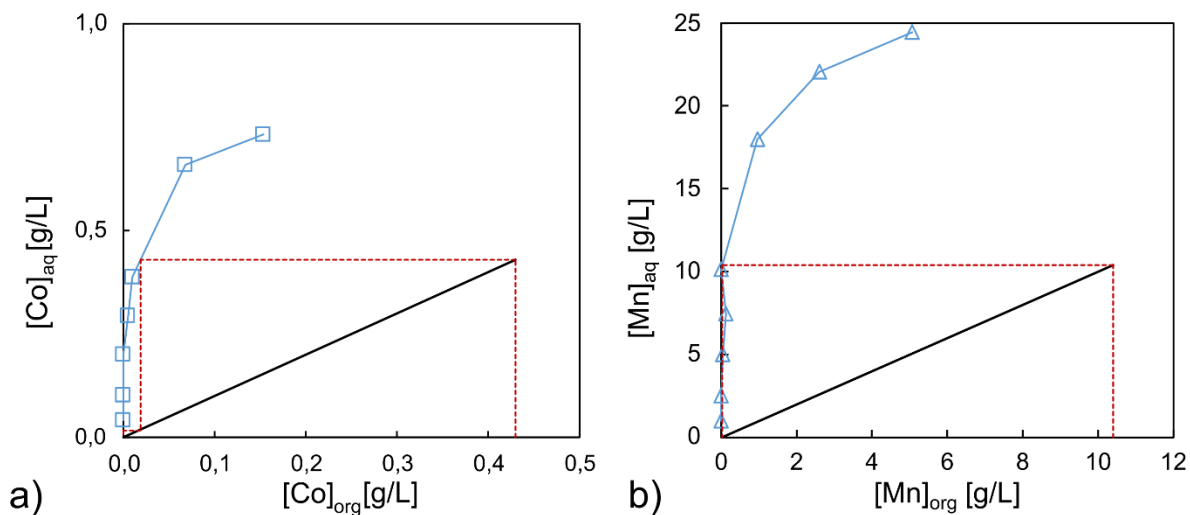 1,0
0,5
0,0
[Co]aq [g/L]
0,0 0,1 0,2 0,3 0,4 0,5
[Co]org [g/L]
a)
25
20
15
10
5
0
[Mn]aq [g/L]
0 2 4 6 8 10 12
[Mn]org [g/L]
b)